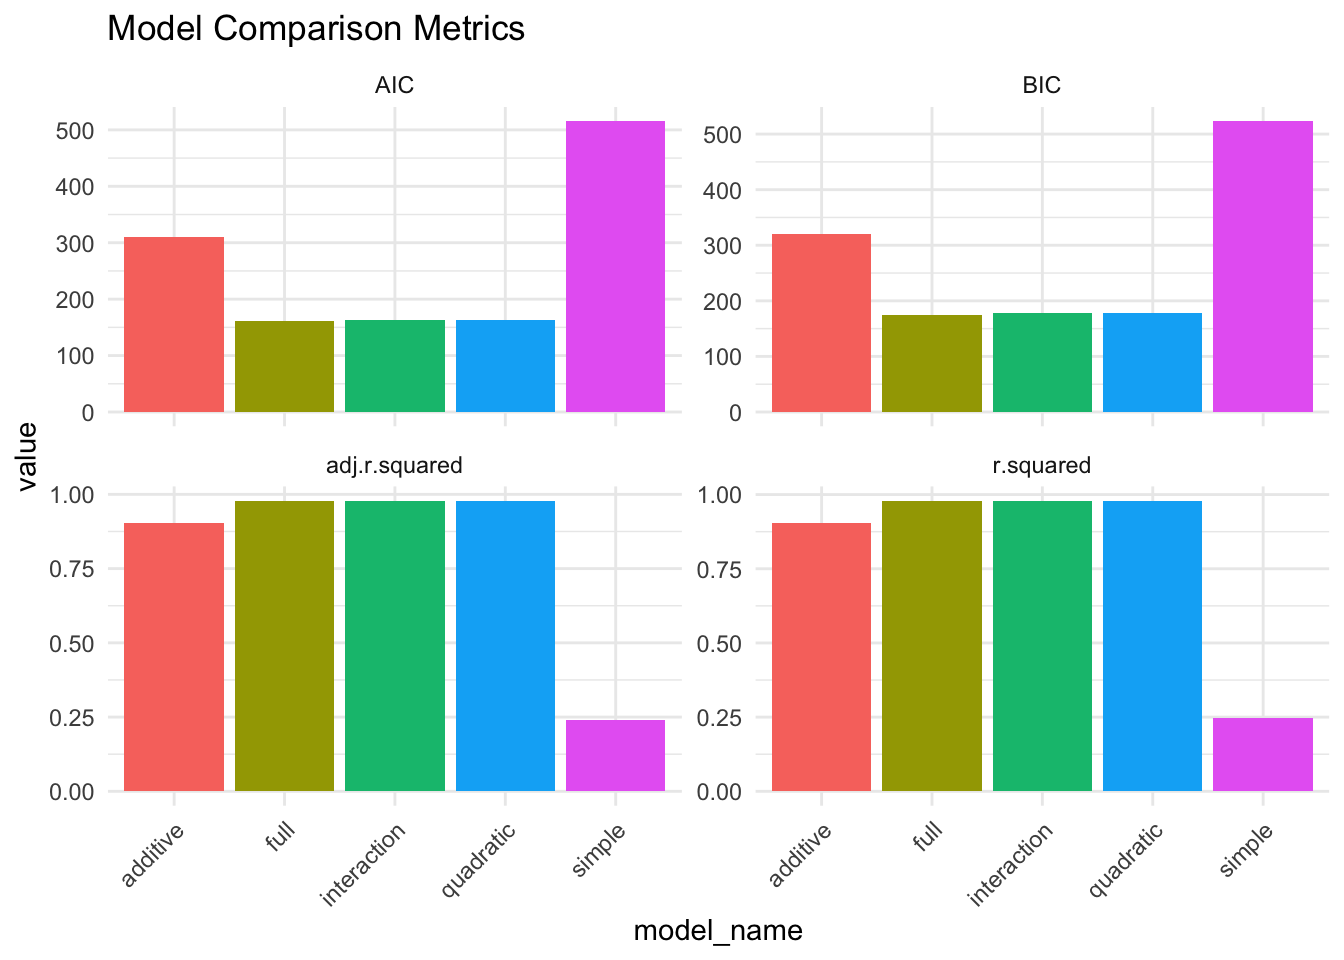 Model Comparison Metrics
AIC
BIC
500
400
300
200
100
0
500
400
300
200
100
0
value
adj.r.squared
r.squared
1.00
0.75
0.50
0.25
0.00
1.00
0.75
0.50
0.25
0.00
additive
full
interaction
quadratic
simple
additive
full
interaction
quadratic
simple
model_name